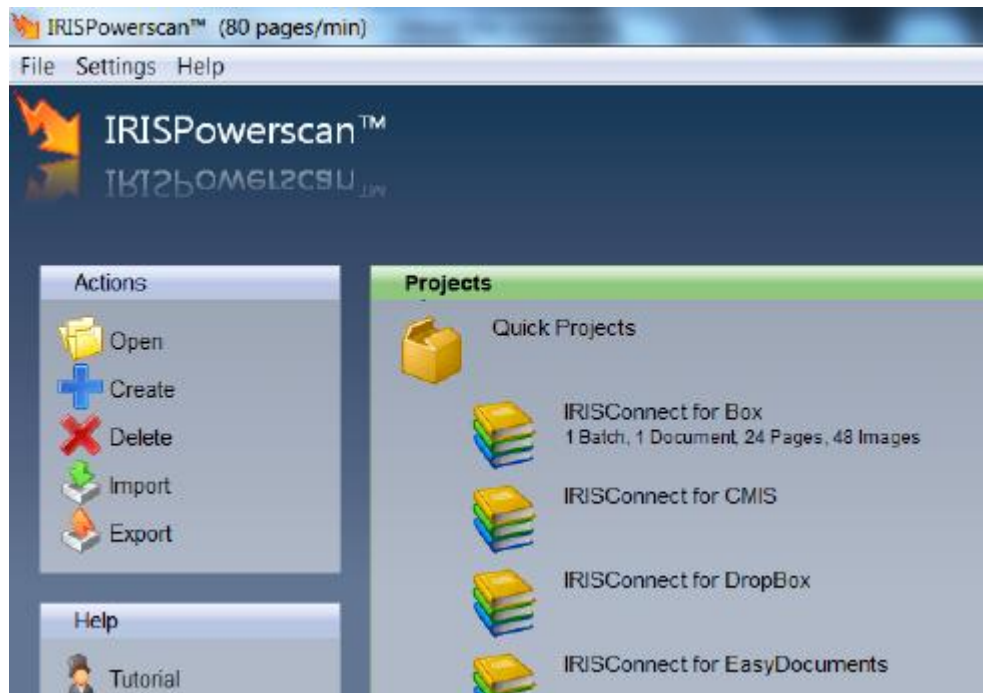 IRISPowerscan™ (80 pages/min)
File Settings Help
IRISPowerscan™
Actions
Open
Create
Delete
Import
Export
Help
Tutorial
Projects
Quick Projects
IRISConnect for Box
1 Batch, 1 Document, 24 Pages, 48 Images
IRISConnect for CMIS
IRISConnect for DropBox
IRISConnect for EasyDocuments